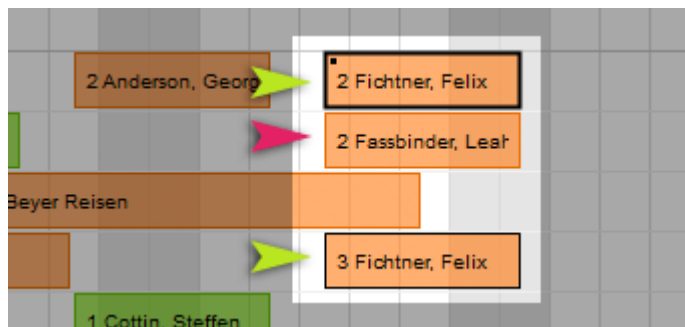 2 Anderson, Georg
2 Fichtner, Felix
2 Fassbinder, Leah
Beyer Reisen
3 Fichtner, Felix
1 Cottin, Steffen